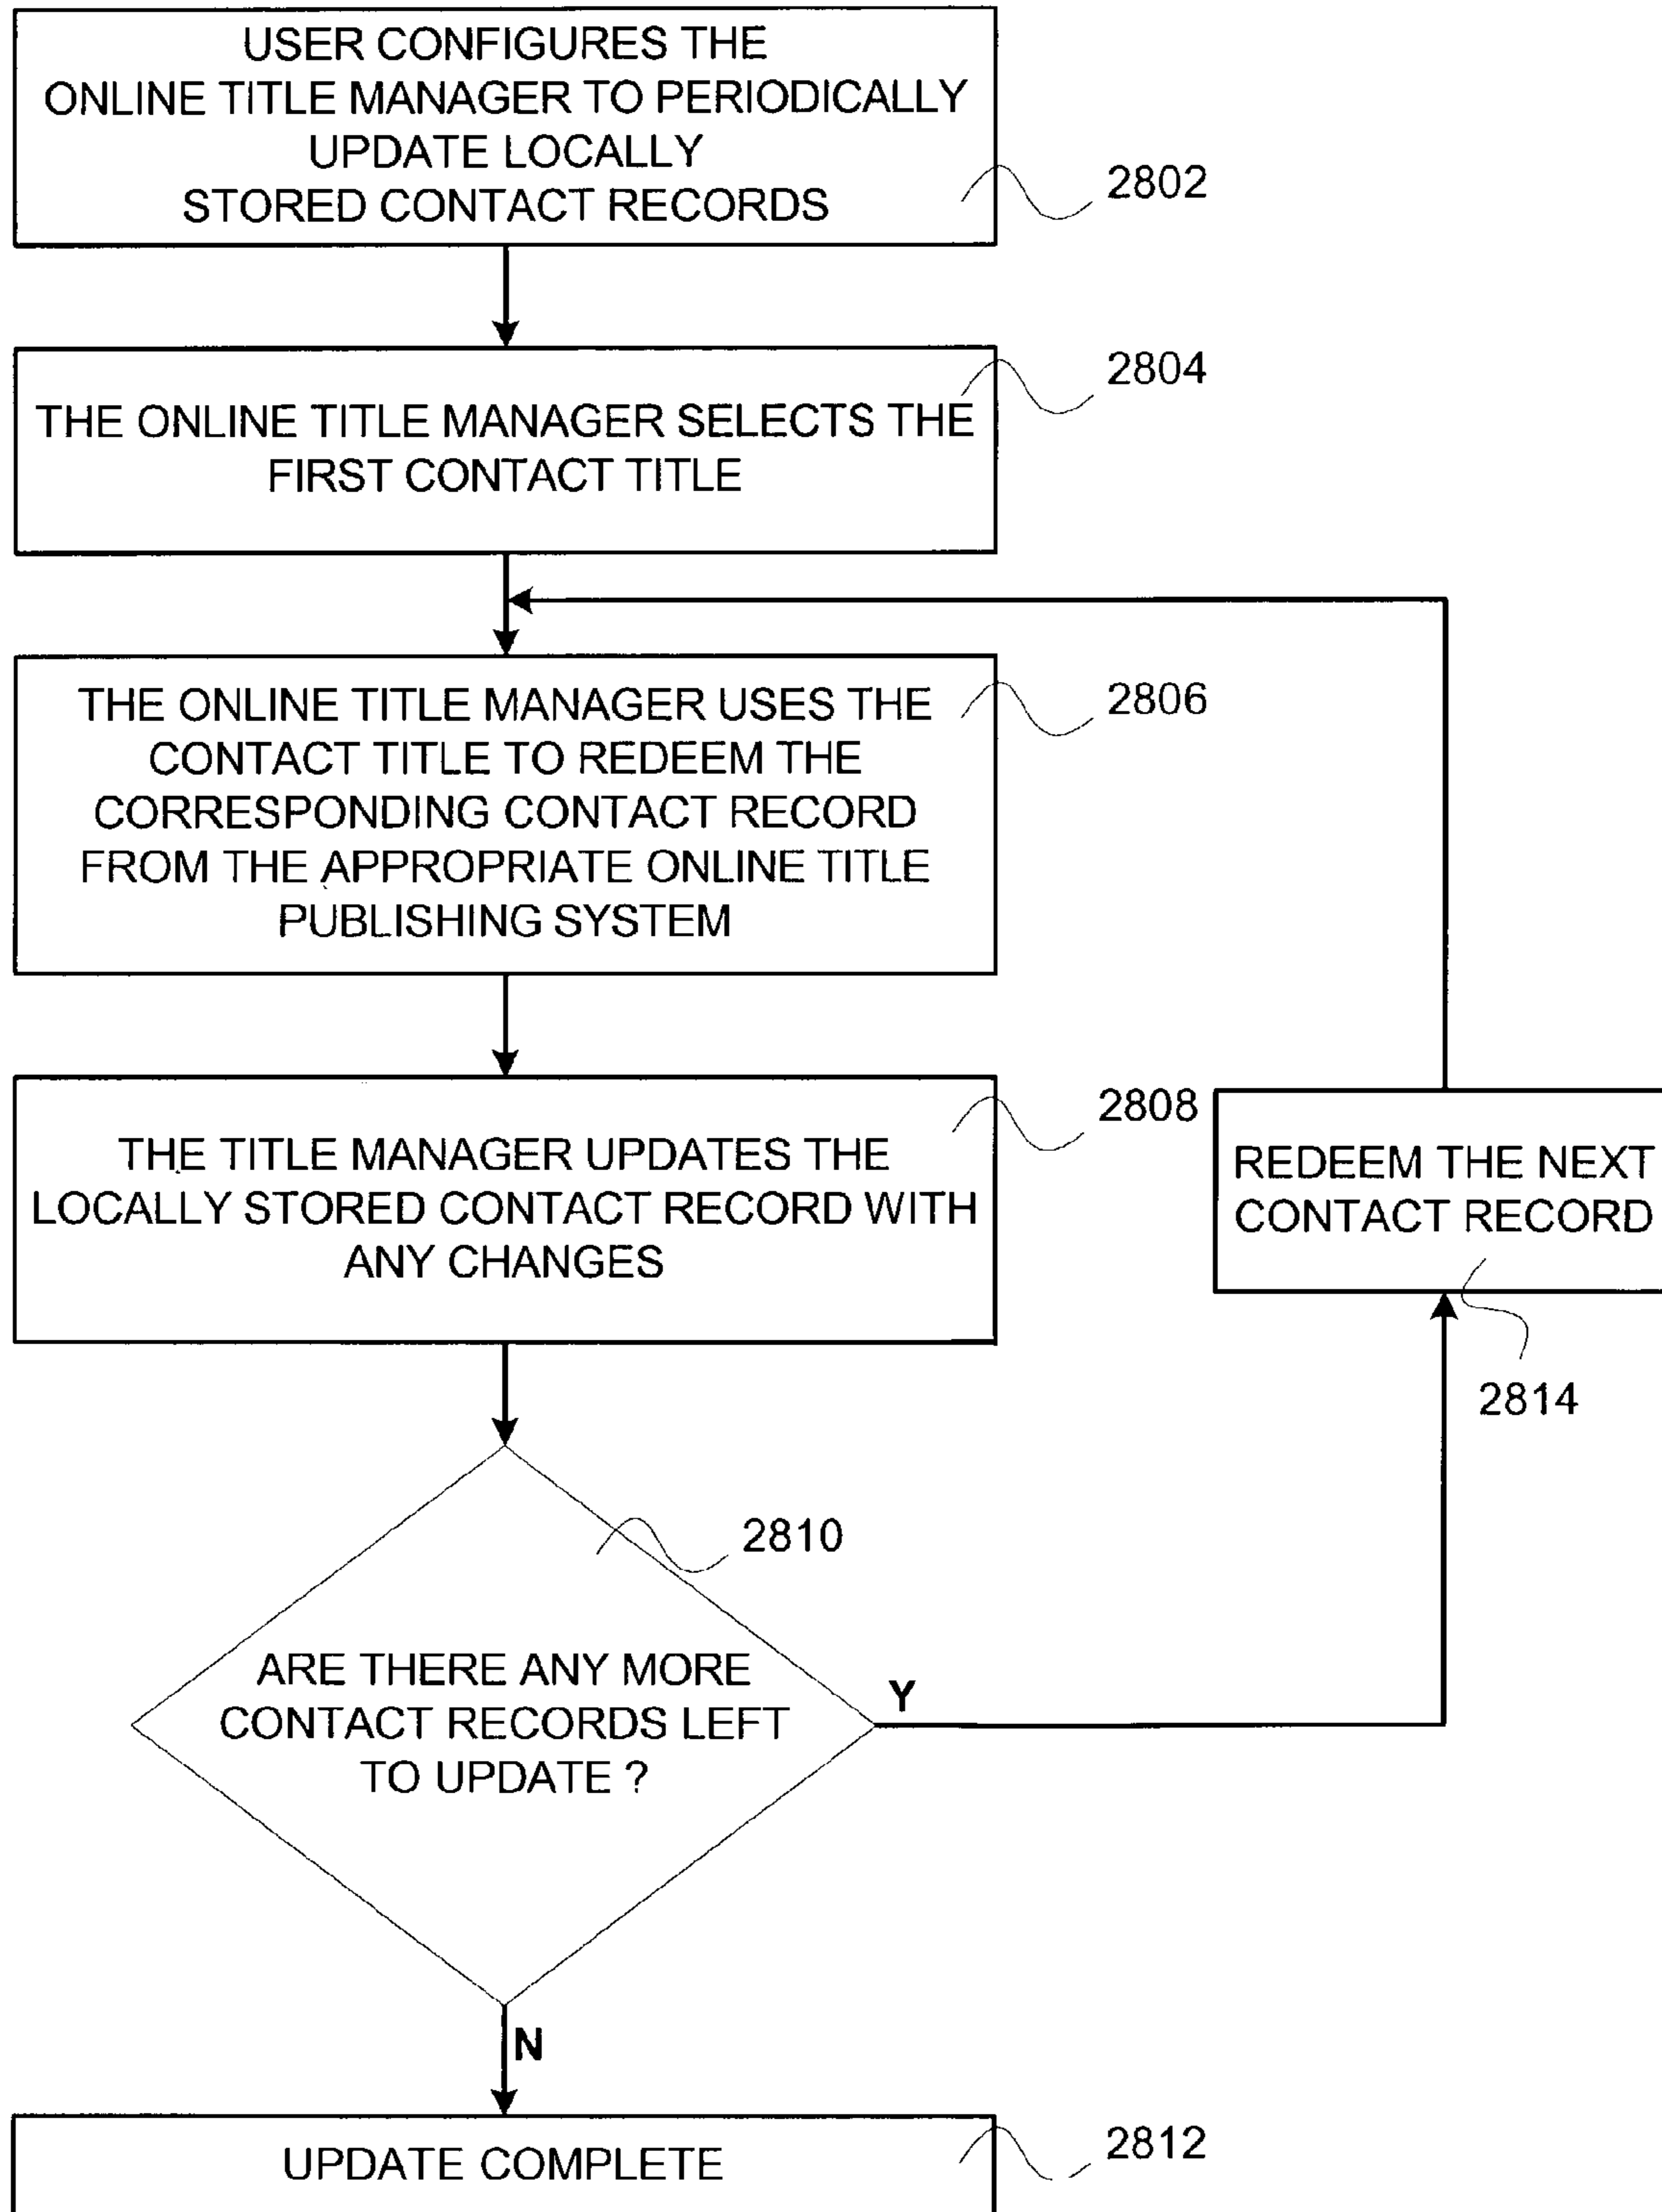 USER CONFIGURES THE
ONLINE TITLE MANAGER TO PERIODICALLY
UPDATE LOCALLY
STORED CONTACT RECORDS
2802
THE ONLINE TITLE MANAGER SELECTS THE
FIRST CONTACT TITLE
2804
THE ONLINE TITLE MANAGER USES THE
CONTACT TITLE TO REDEEM THE
CORRESPONDING CONTACT RECORD
FROM THE APPROPRIATE ONLINE TITLE
PUBLISHING SYSTEM
2806
THE TITLE MANAGER UPDATES THE
LOCALLY STORED CONTACT RECORD WITH
ANY CHANGES
2808
REDEEM THE NEXT
CONTACT RECORD
2814
2810
ARE THERE ANY MORE
CONTACT RECORDS LEFT
TO UPDATE ?
Y
N
UPDATE COMPLETE
2812